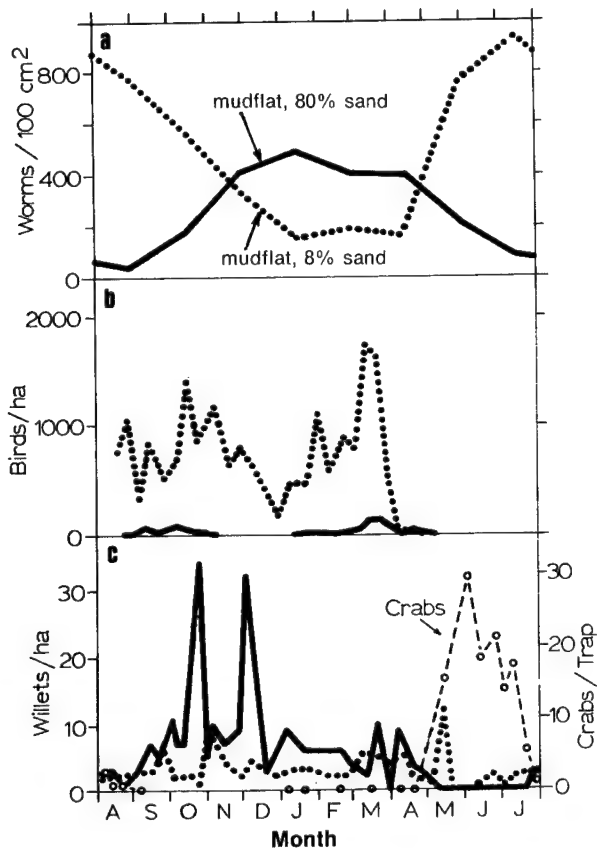 a
800
400
0
Worms / 100 cm2
mudflat, 80% sand
mudflat, 8% sand
b
2000
1000
0
Birds/ha
c
30
20
10
0
Willets/ha
Crabs
30
20
10
0
Crabs/Trap
A S O N D J F M A M J J
Month